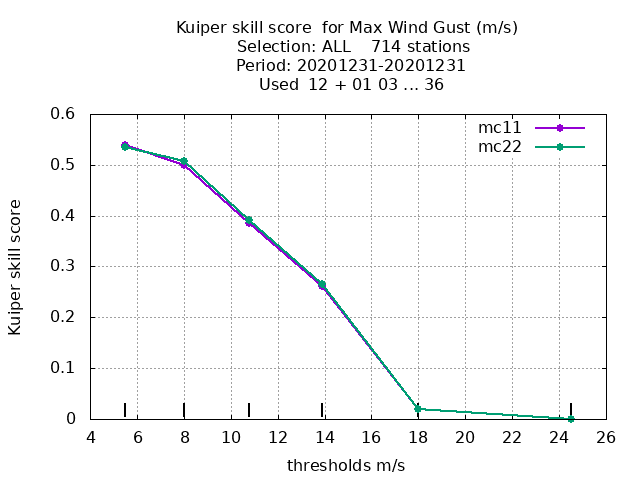 Kuiper skill score  for Max Wind Gust (m/s)
Selection: ALL    714 stations
Period: 20201231-20201231
Used  12 + 01 03 ... 36
mc11
mc22
Kuiper skill score
0.6
0.5
0.4
0.3
0.2
0.1
0
4 6 8 10 12 14 16 18 20 22 24 26
thresholds m/s